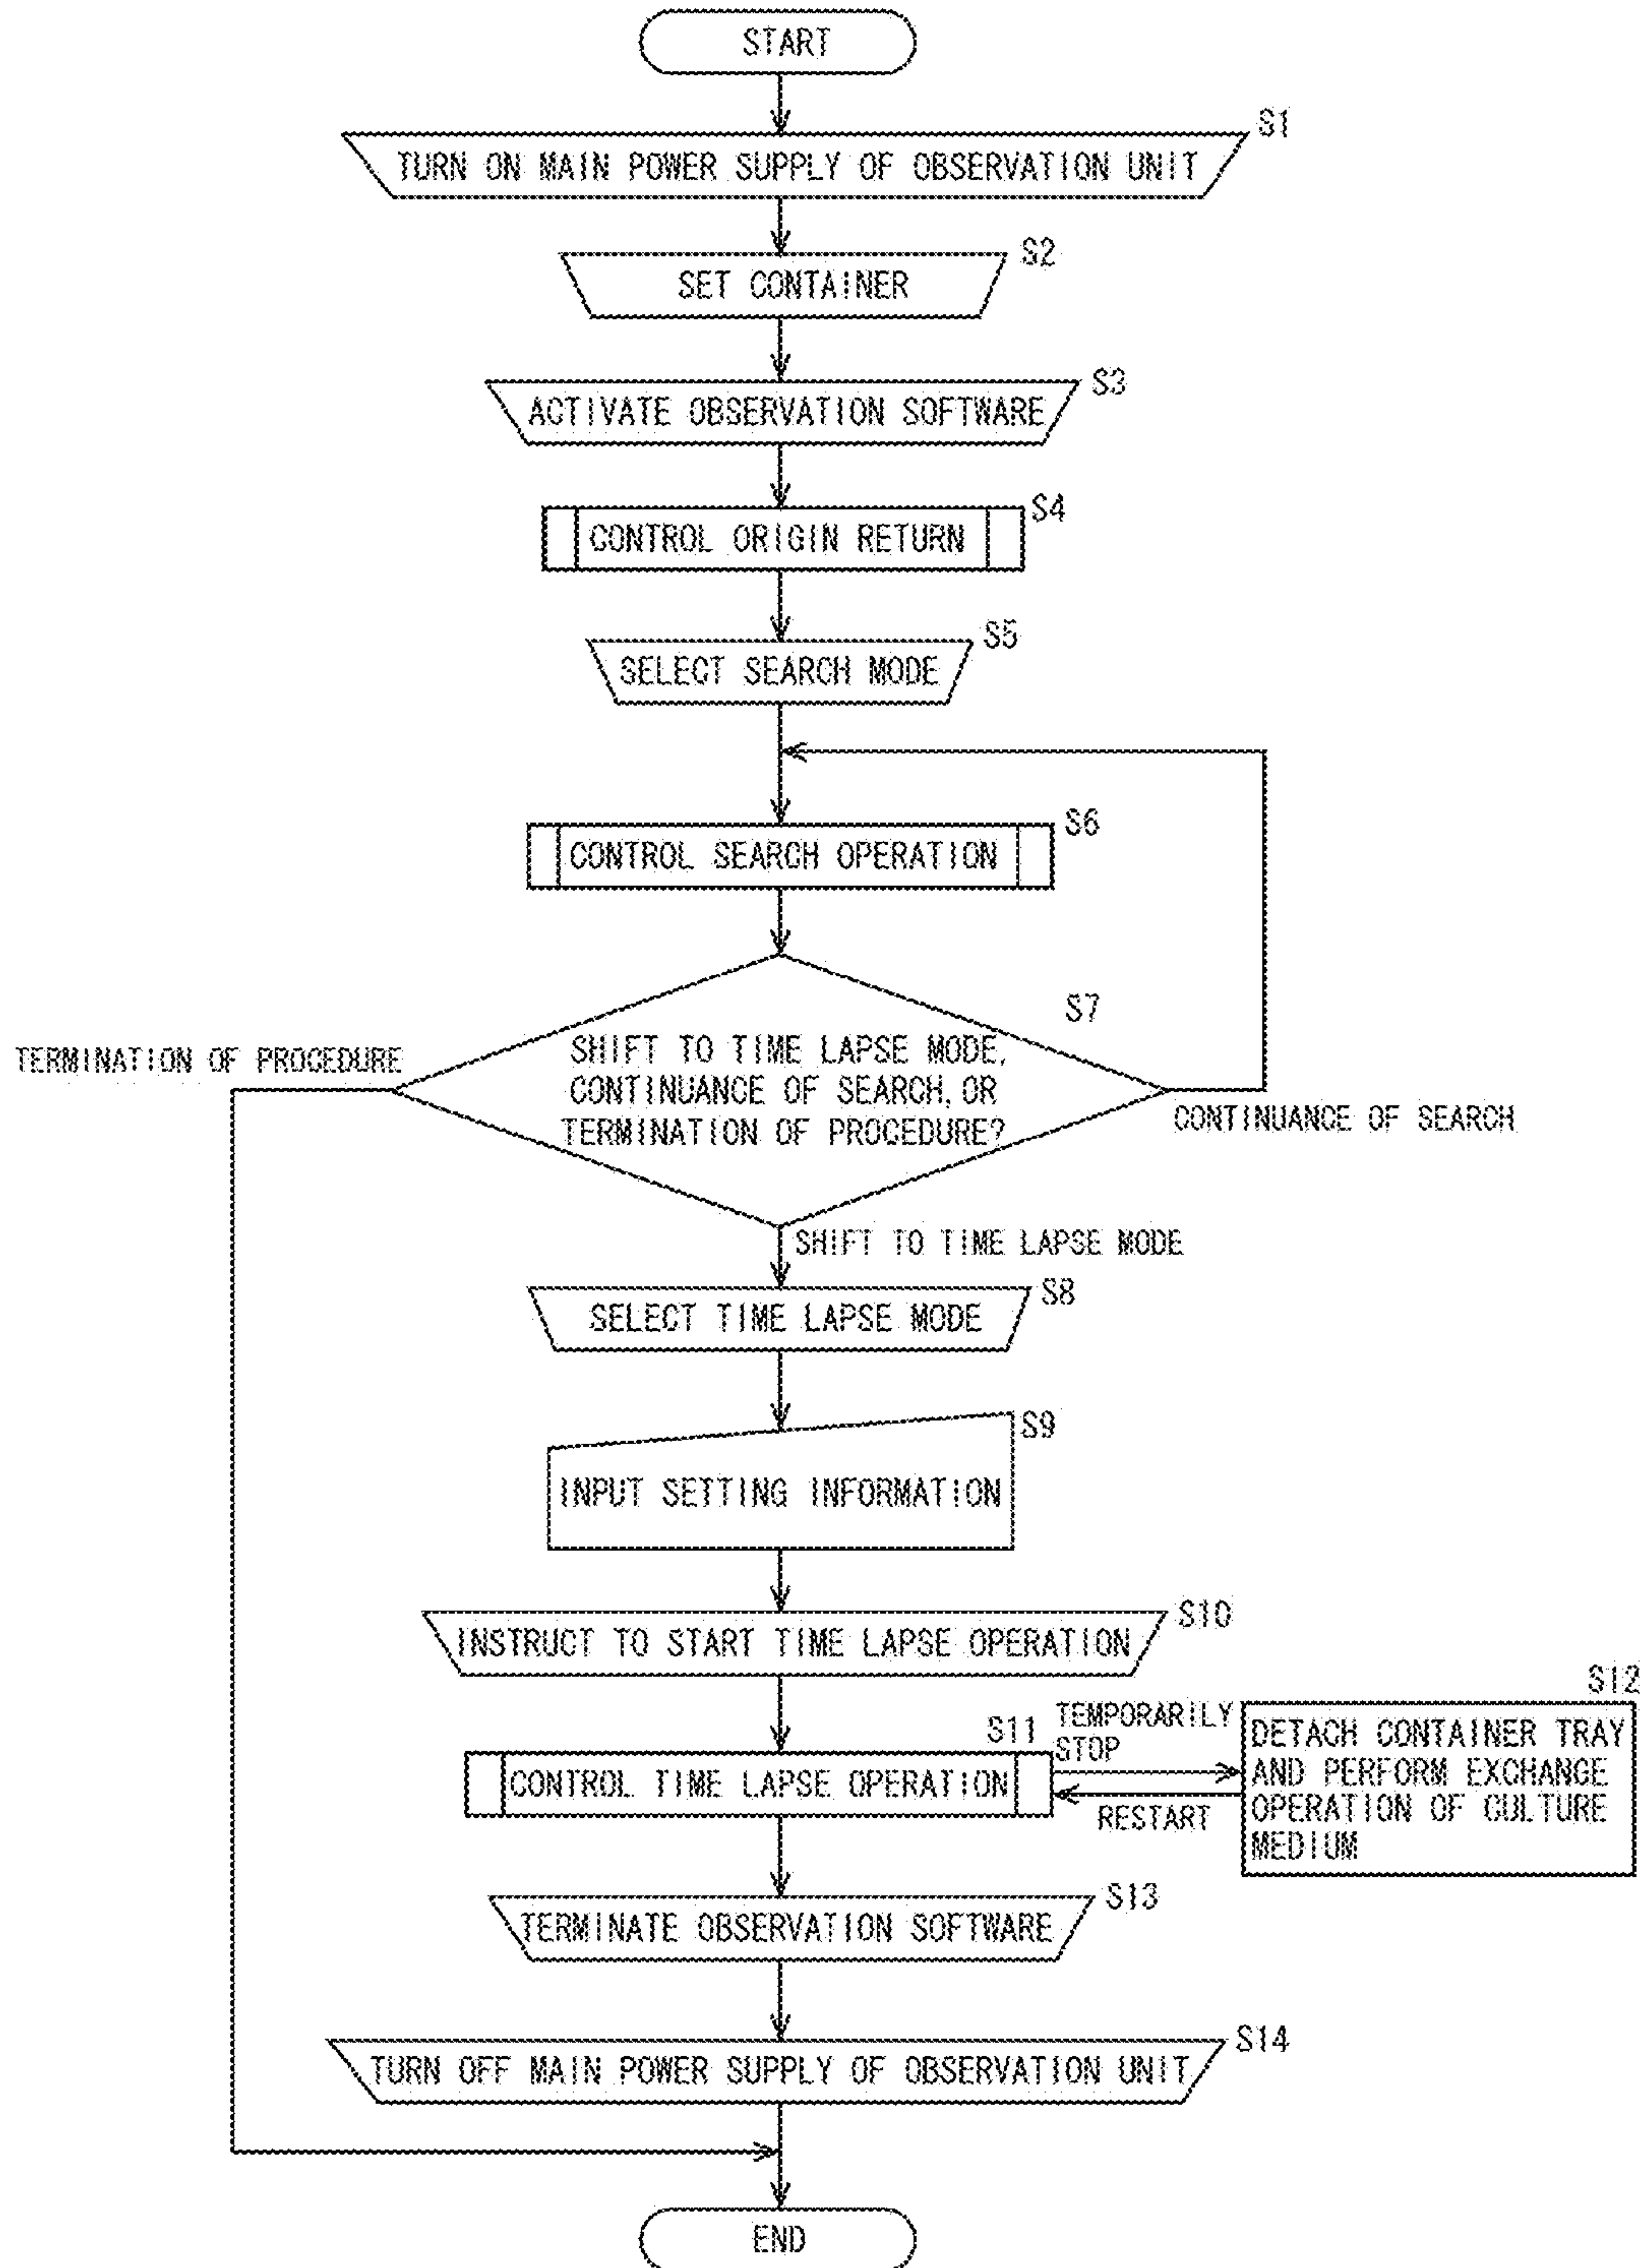 START
S1
TURN ON MAIN POWER SUPPLY OF OBSERVATION UNIT
S2
SET CONTAINER
S3
ACTIVATE OBSERVATION SOFTWARE
S4
CONTROL ORIGIN RETURN
S5
SELECT SEARCH MODE
S6
CONTROL SEARCH OPERATION
S7
SHIFT TO TIME LAPSE MODE,
CONTINUANCE OF SEARCH, OR
TERMINATION OF PROCEDURE?
TERMINATION OF PROCEDURE
CONTINUANCE OF SEARCH
SHIFT TO TIME LAPSE MODE
S8
SELECT TIME LAPSE MODE
S9
INPUT SETTING INFORMATION
S10
INSTRUCT TO START TIME LAPSE OPERATION
S11
CONTROL TIME LAPSE OPERATION
TEMPORARILY
STOP
RESTART
S12
DETACH CONTAINER TRAY
AND PERFORM EXCHANGE
OPERATION OF CULTURE
MEDIUM
S13
TERMINATE OBSERVATION SOFTWARE
S14
TURN OFF MAIN POWER SUPPLY OF OBSERVATION UNIT
END